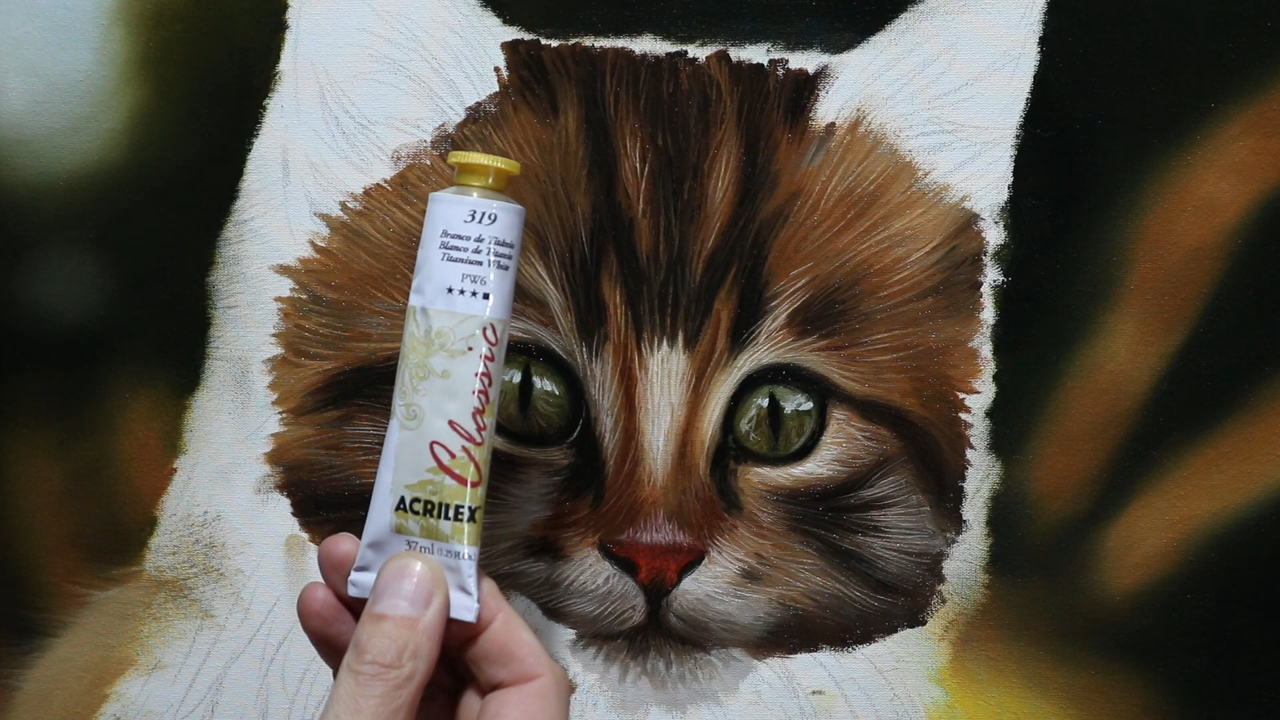 319
Branco de Titânio
Blanco de Titanio
Titanium White
PW6
Classic
ACRILEX
37ml